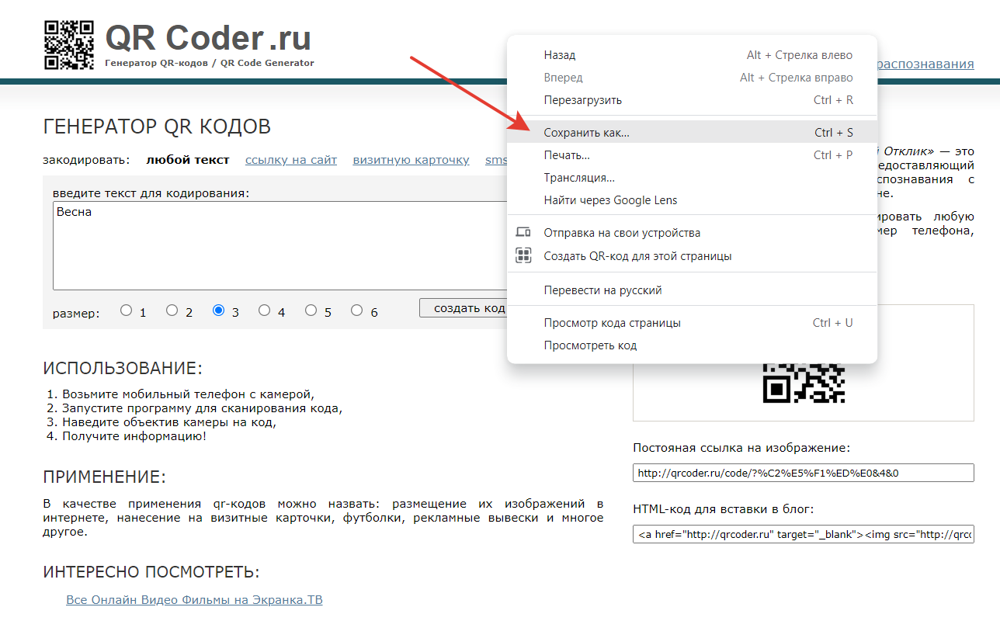 QR Coder.ru
Генератор QR-кодов / QR Code Generator
распознавания
Назад Alt + Стрелка влево
Вперед Alt + Стрелка вправо
Перезагрузить Ctrl + R
Сохранить как... Ctrl + S
Печать... Ctrl + P
Трансляция...
Найти через Google Lens
Отправка на свои устройства
Создать QR-код для этой страницы
Перевести на русский
Просмотр кода страницы Ctrl + U
Просмотреть код
ГЕНЕРАТОР QR КОДОВ
закодировать: любой текст ссылку на сайт визитную карточку sms
введите текст для кодирования:
Весна
размер: 1 2 3 4 5 6 создать код
Отклик» — это
спознавания с
ировать любую
телефона,
ИСПОЛЬЗОВАНИЕ:
1. Возьмите мобильный телефон с камерой,
2. Запустите программу для сканирования кода,
3. Наведите объектив камеры на код,
4. Получите информацию!
ПРИМЕНЕНИЕ:
В качестве применения qr-кодов можно назвать: размещение их изображений в
интернете, нанесение на визитные карточки, футболки, рекламные вывески и многое
другое.
ИНТЕРЕСНО ПОСМОТРЕТЬ:
Все Онлайн Видео Фильмы на Экранка.ТВ
Постояная ссылка на изображение:
http://qrcoder.ru/code/?%C2%E5%F1%ED%E0&4&0
HTML-код для вставки в блог:
<a href="http://qrcoder.ru" target="_blank"><img src="http://qrco